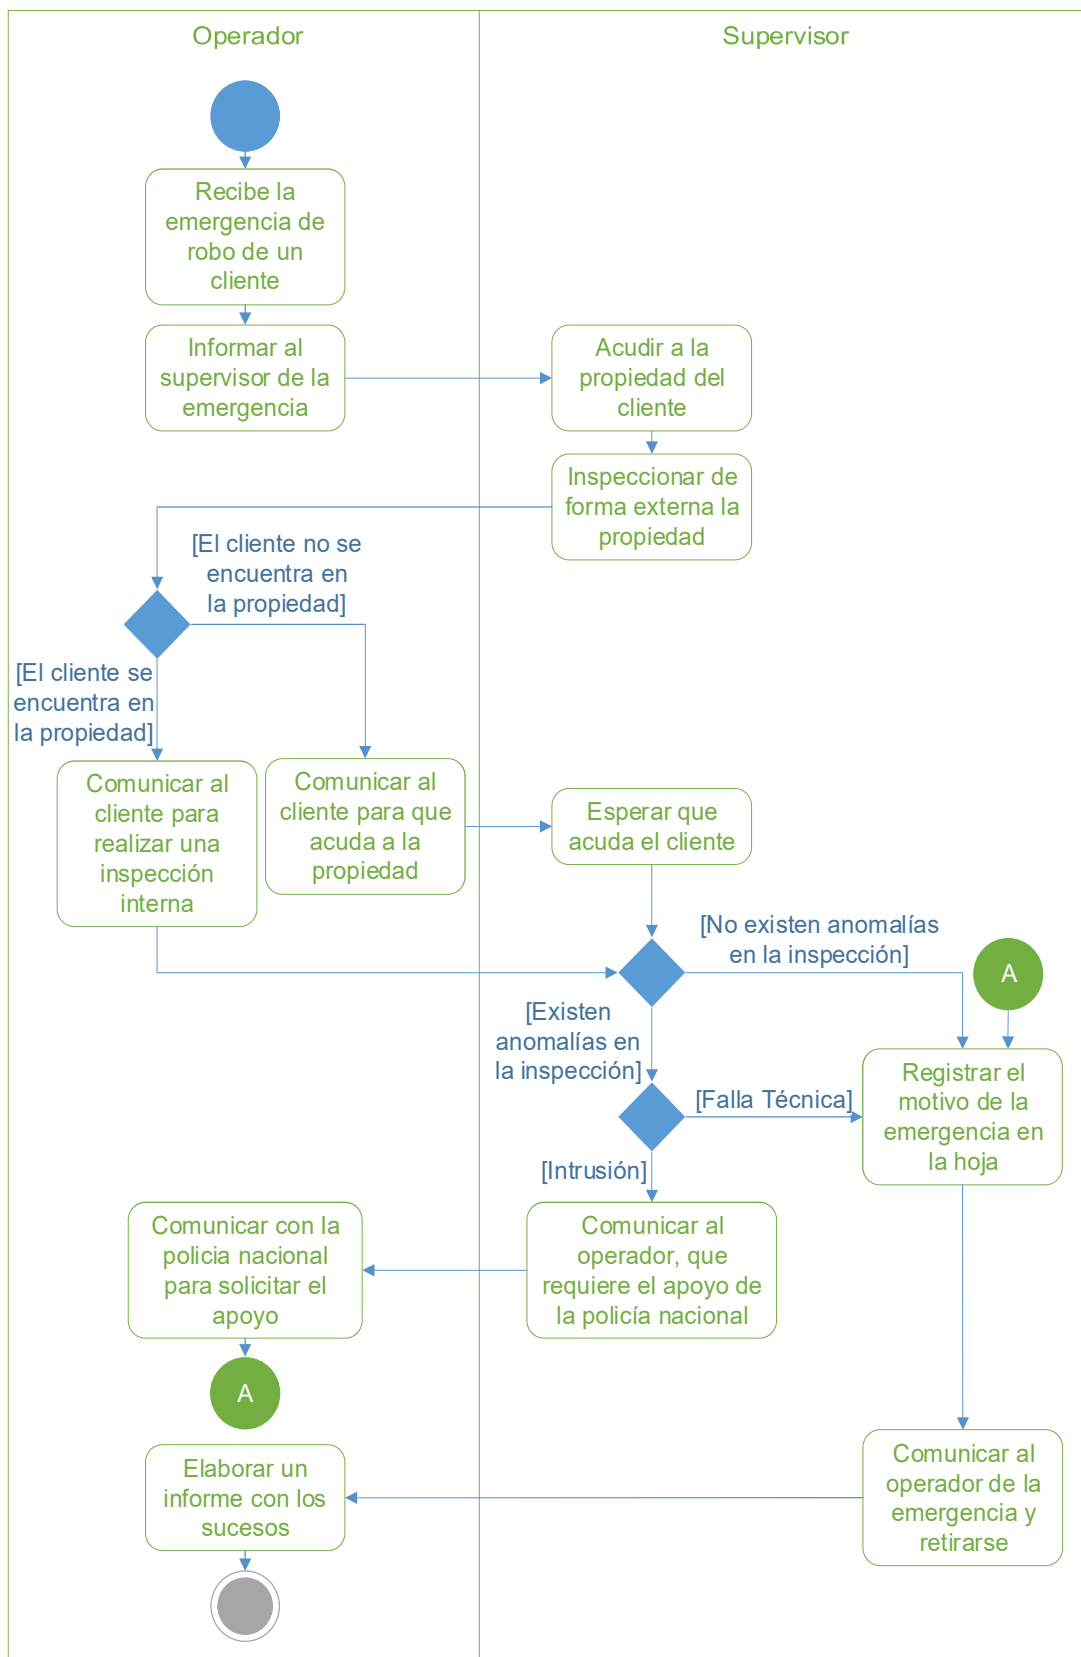 Operador
Supervisor
Recibe la
emergencia de
robo de un
cliente
Informar al
supervisor de la
emergencia
Acudir a la
propiedad del
cliente
Inspeccionar de
forma externa la
propiedad
[El cliente no se
encuentra en
la propiedad]
[El cliente se
encuentra en
la propiedad]
Comunicar al
cliente para
realizar una
inspección
interna
Comunicar al
cliente para que
acuda a la
propiedad
Esperar que
acuda el cliente
[No existen anomalías
en la inspección]
A
[Existen
anomalías en
la inspección]
Registrar el
motivo de la
emergencia en
la hoja
[Falla Técnica]
[Intrusión]
Comunicar con la
policia nacional
para solicitar el
apoyo
Comunicar al
operador, que
requiere el apoyo de
la policía nacional
A
Elaborar un
informe con los
sucesos
Comunicar al
operador de la
emergencia y
retirarse